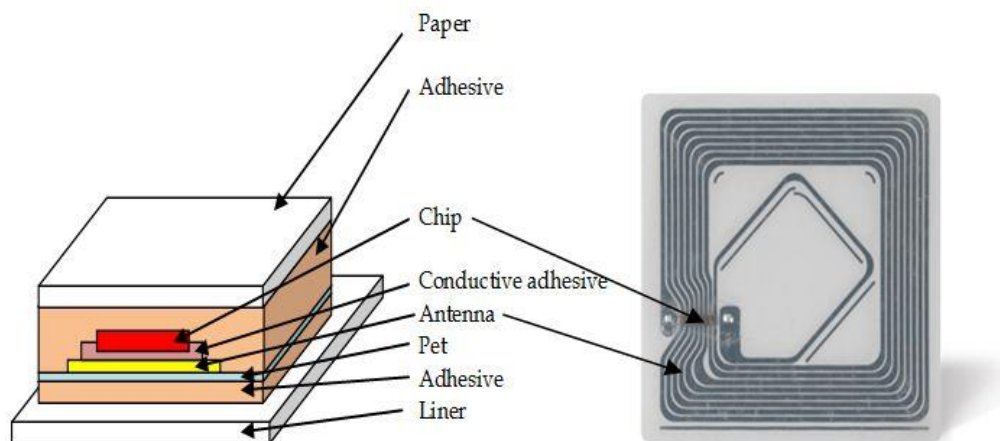 Paper
Adhesive
Chip
Conductive adhesive
Antenna
Pet
Adhesive
Liner